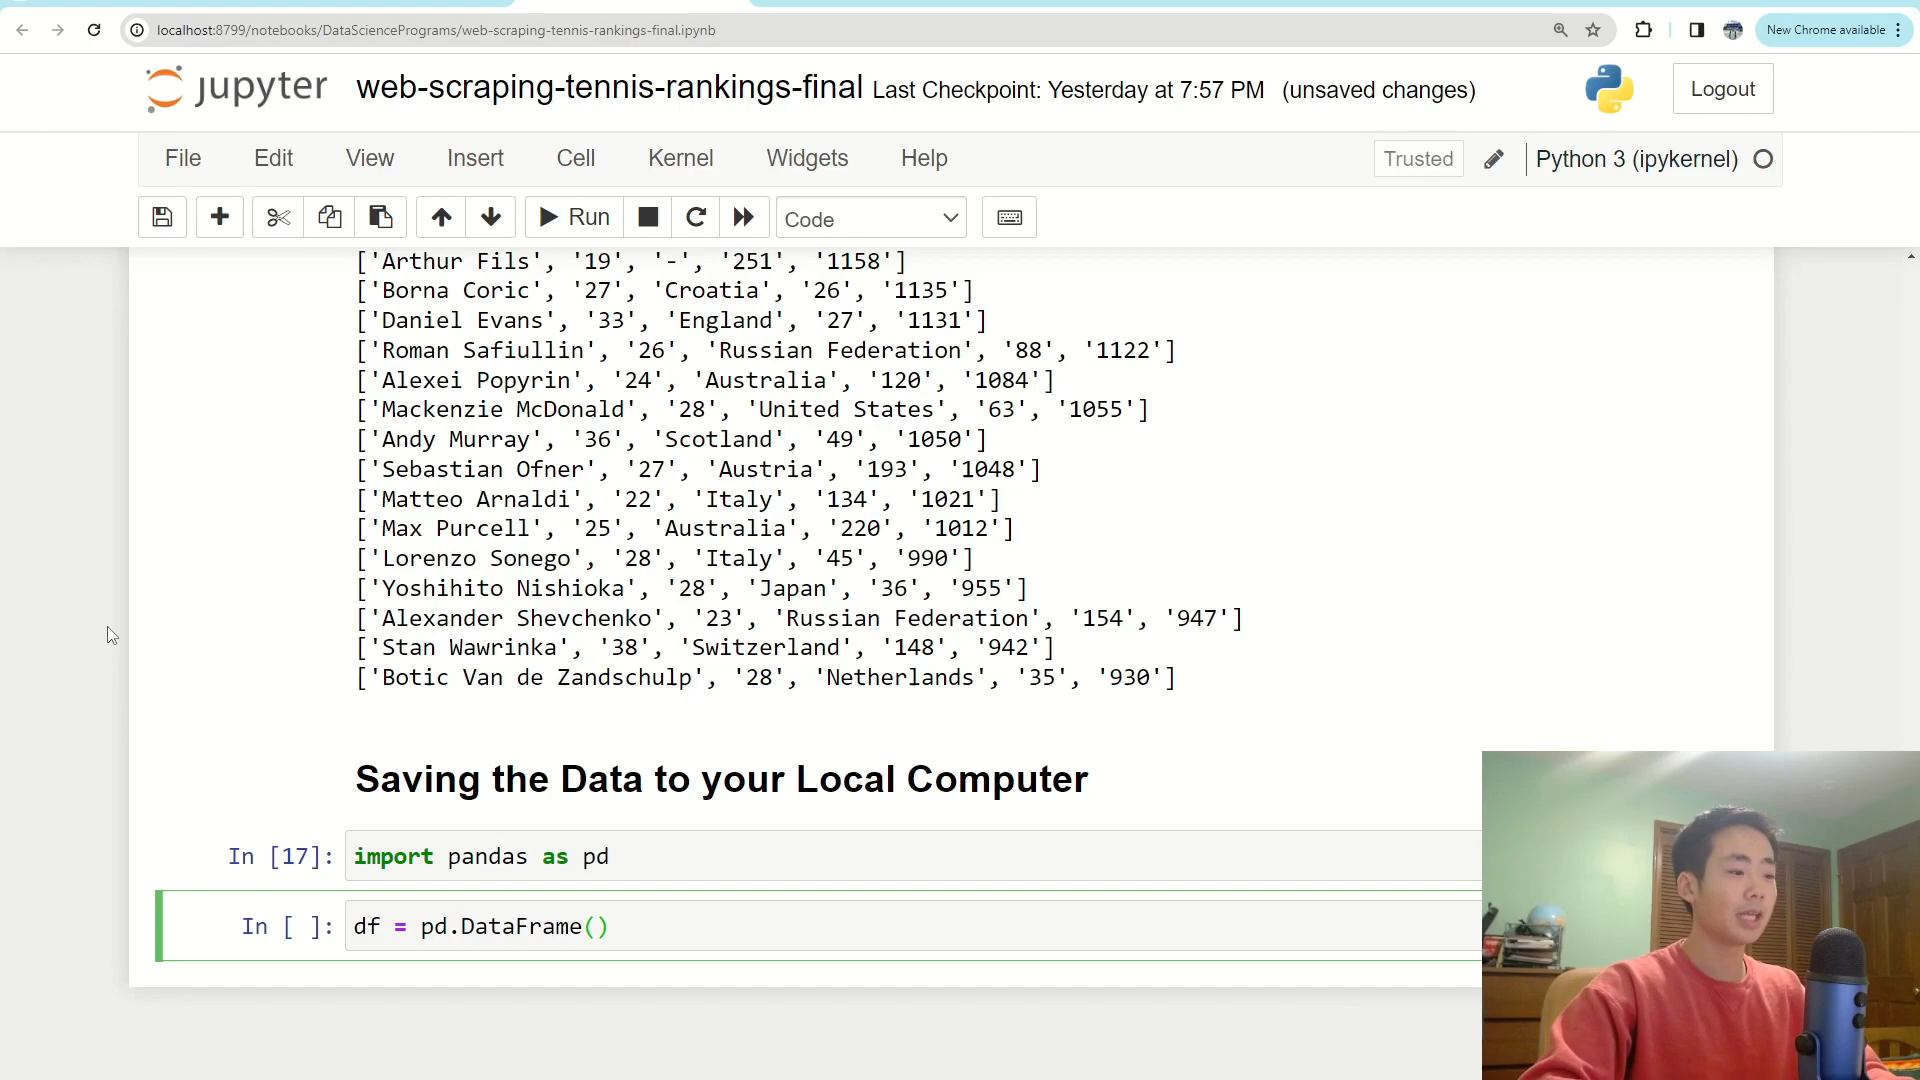 localhost:8799/notebooks/DataSciencePrograms/web-scraping-tennis-rankings-final.ipynb
New Chrome available
jupyter web-scraping-tennis-rankings-final Last Checkpoint: Yesterday at 7:57 PM (unsaved changes)
Logout
File Edit View Insert Cell Kernel Widgets Help
Trusted Python 3 (ipykernel)
Run Code
['Arthur Fils', '19', '-', '251', '1158']
['Borna Coric', '27', 'Croatia', '26', '1135']
['Daniel Evans', '33', 'England', '27', '1131']
['Roman Safiullin', '26', 'Russian Federation', '88', '1122']
['Alexei Popyrin', '24', 'Australia', '120', '1084']
['Mackenzie McDonald', '28', 'United States', '63', '1055']
['Andy Murray', '36', 'Scotland', '49', '1050']
['Sebastian Ofner', '27', 'Austria', '193', '1048']
['Matteo Arnaldi', '22', 'Italy', '134', '1021']
['Max Purcell', '25', 'Australia', '220', '1012']
['Lorenzo Sonego', '28', 'Italy', '45', '990']
['Yoshihito Nishioka', '28', 'Japan', '36', '955']
['Alexander Shevchenko', '23', 'Russian Federation', '154', '947']
['Stan Wawrinka', '38', 'Switzerland', '148', '942']
['Botic Van de Zandschulp', '28', 'Netherlands', '35', '930']
Saving the Data to your Local Computer
In [17]: import pandas as pd
In [ ]: df = pd.DataFrame()